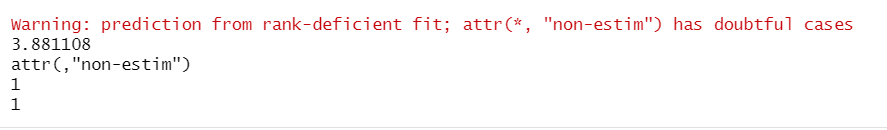 Warning: prediction from rank-deficient fit; attr(*, "non-estim") has doubtful cases
3.881108
attr(,"non-estim")
1
1